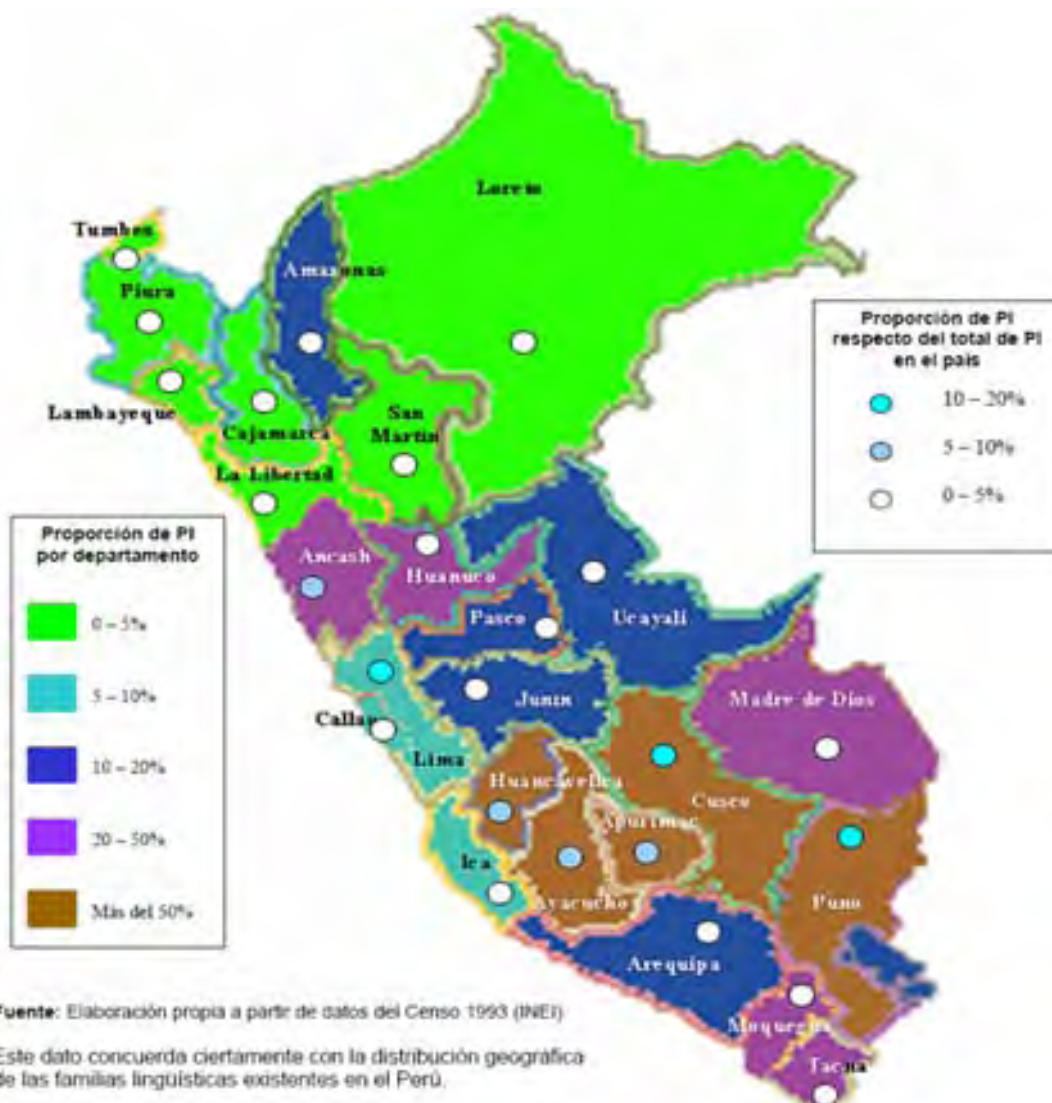 Loreto
Tumbes
Amazonas
Piura
Proporción de PI
respecto del total de PI
en el país
10 – 20%
5 – 10%
0 – 5%
Lambayeque
San
Martín
Cajamarca
La Libertad
Proporción de PI
por departamento
0 – 5%
5 – 10%
10 – 20%
20 – 50%
Más del 50%
Ancash
Huanuco
Pasco
Ucayali
Junin
Madre de Dios
Callao
Lima
Huancavelica
Cusco
Apurimac
Ica
Ayacucho
Puno
Arequipa
Moquegua
Tacna
Fuente: Elaboración propia a partir de datos del Censo 1993 (INEI)
Este dato concuerda ciertamente con la distribución geográfica
de las familias lingüísticas existentes en el Perú.